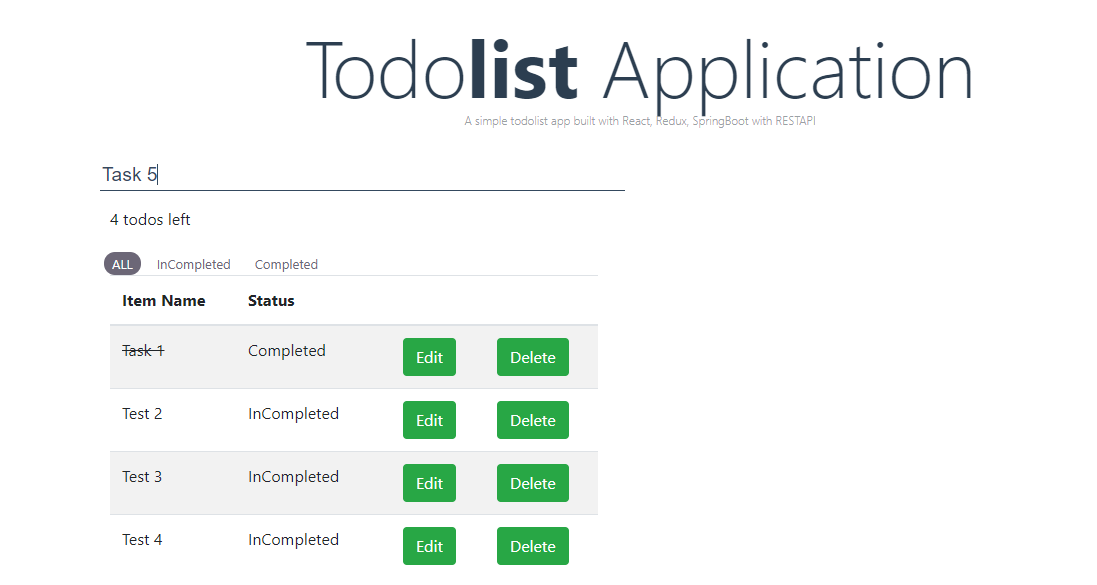 Todolist Application
A simple todolist app built with React, Redux, SpringBoot with RESTAPI
Task 5
4 todos left
ALL InCompleted Completed
Item Name Status
Task 1 Completed Edit Delete
Test 2 InCompleted Edit Delete
Test 3 InCompleted Edit Delete
Test 4 InCompleted Edit Delete